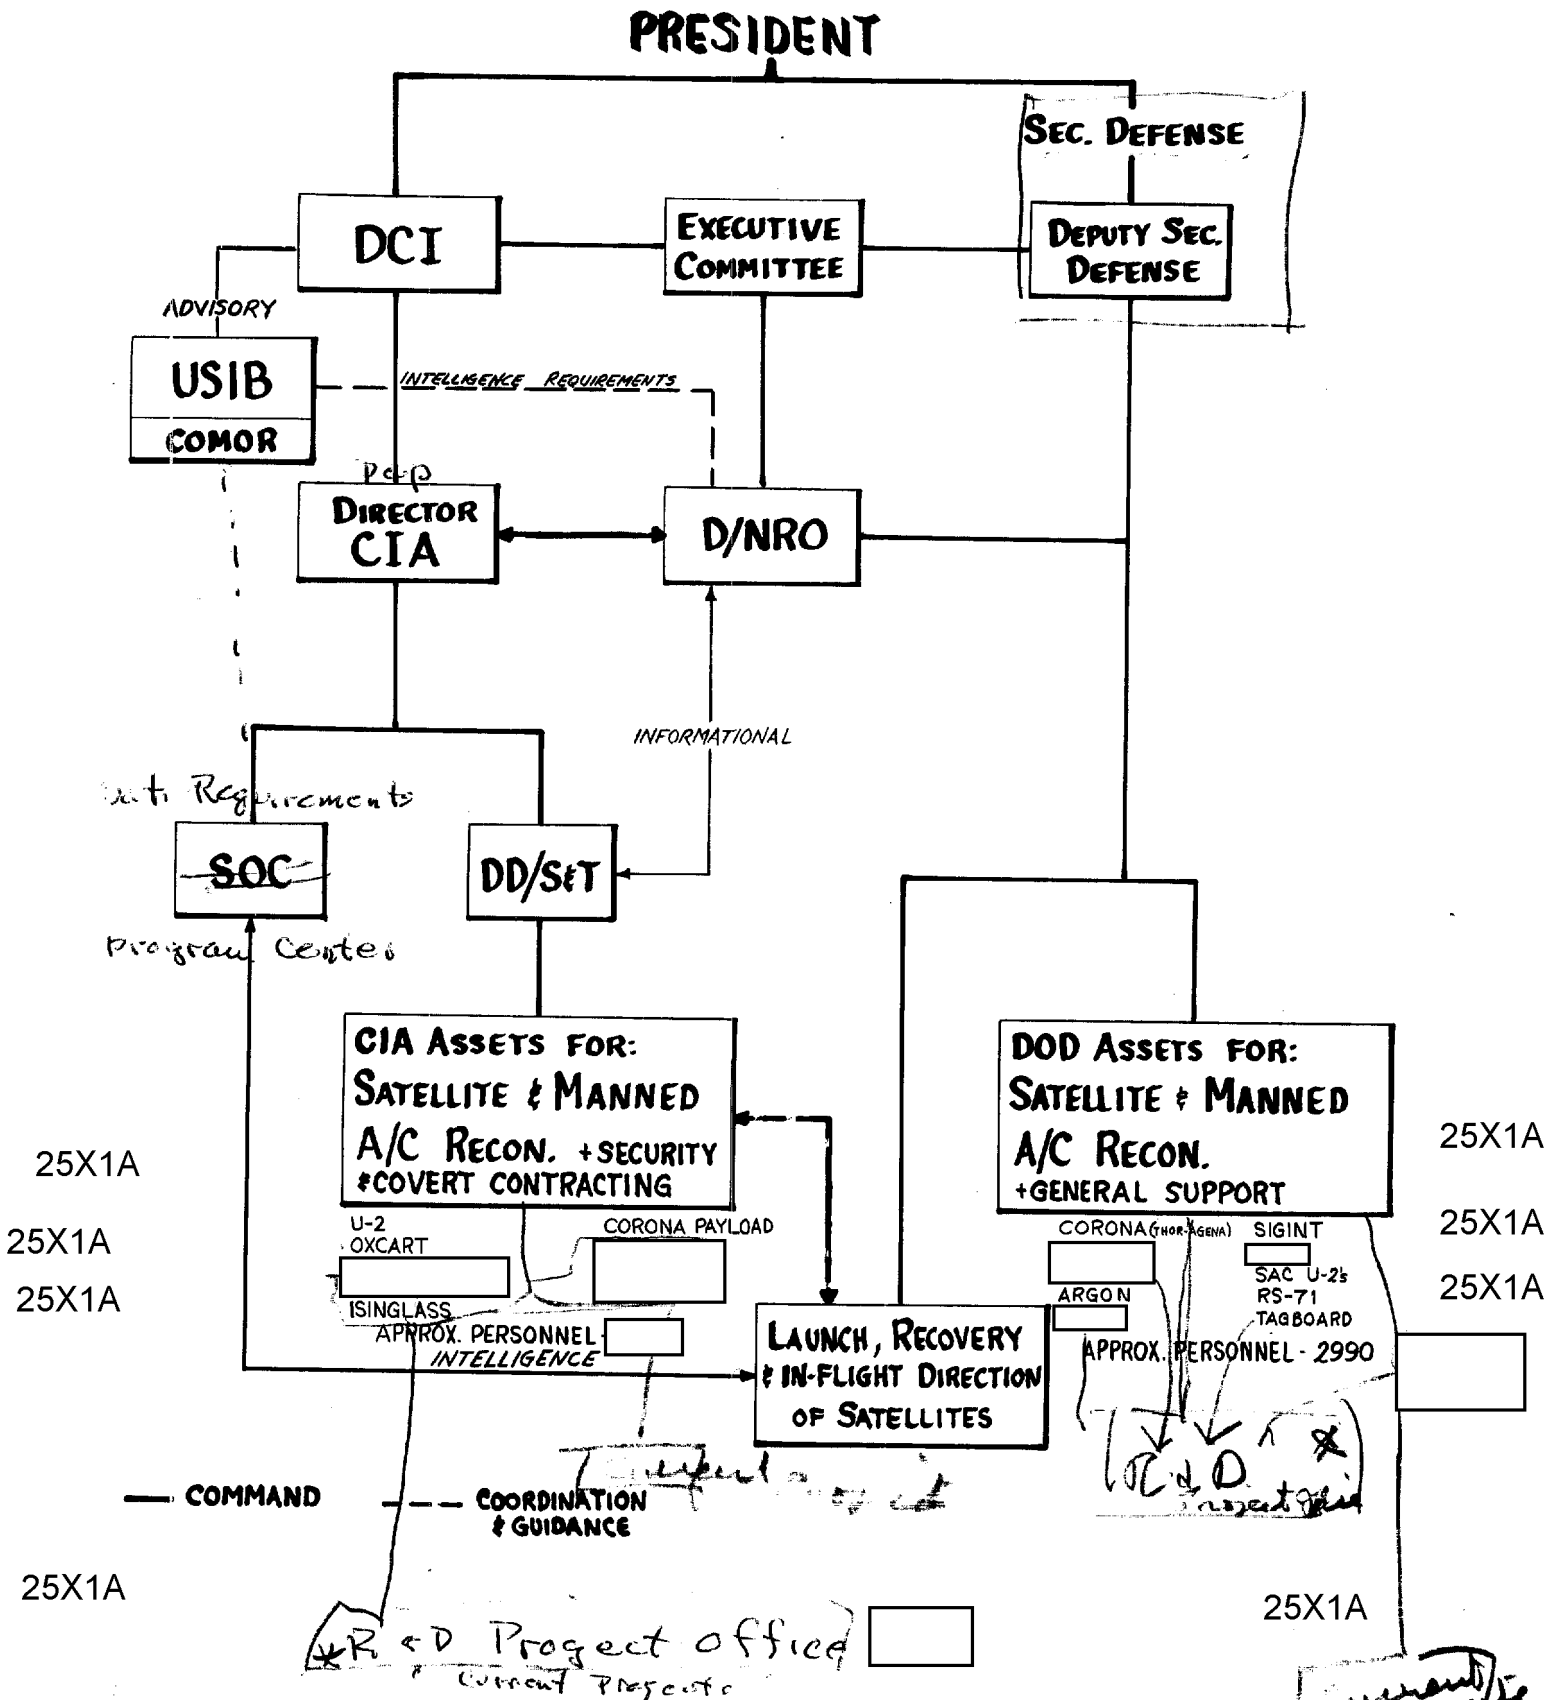 PRESIDENT
SEC. DEFENSE
DCI
EXECUTIVE
COMMITTEE
DEPUTY SEC.
DEFENSE
ADVISORY
USIB
COMOR
INTELLIGENCE REQUIREMENTS
DIRECTOR
CIA
D/NRO
INFORMATIONAL
Requirements
SOC
DD/S&T
Program Center
CIA ASSETS FOR:
SATELLITE & MANNED
A/C RECON. + SECURITY
& COVERT CONTRACTING
DOD ASSETS FOR:
SATELLITE & MANNED
A/C RECON.
+ GENERAL SUPPORT
25X1A
25X1A
25X1A
25X1A
25X1A
25X1A
U-2
OXCART
CORONA PAYLOAD
ISINGLASS
APPROX. PERSONNEL-
INTELLIGENCE
CORONA (THOR-AGENA)
SIGINT
SAC U-2's
RS-71
TAGBOARD
ARGON
APPROX. PERSONNEL - 2990
LAUNCH, RECOVERY
& IN-FLIGHT DIRECTION
OF SATELLITES
R & D
Project
COMMAND
COORDINATION
& GUIDANCE
25X1A
25X1A
*R & D Project office
Current Projects
Current